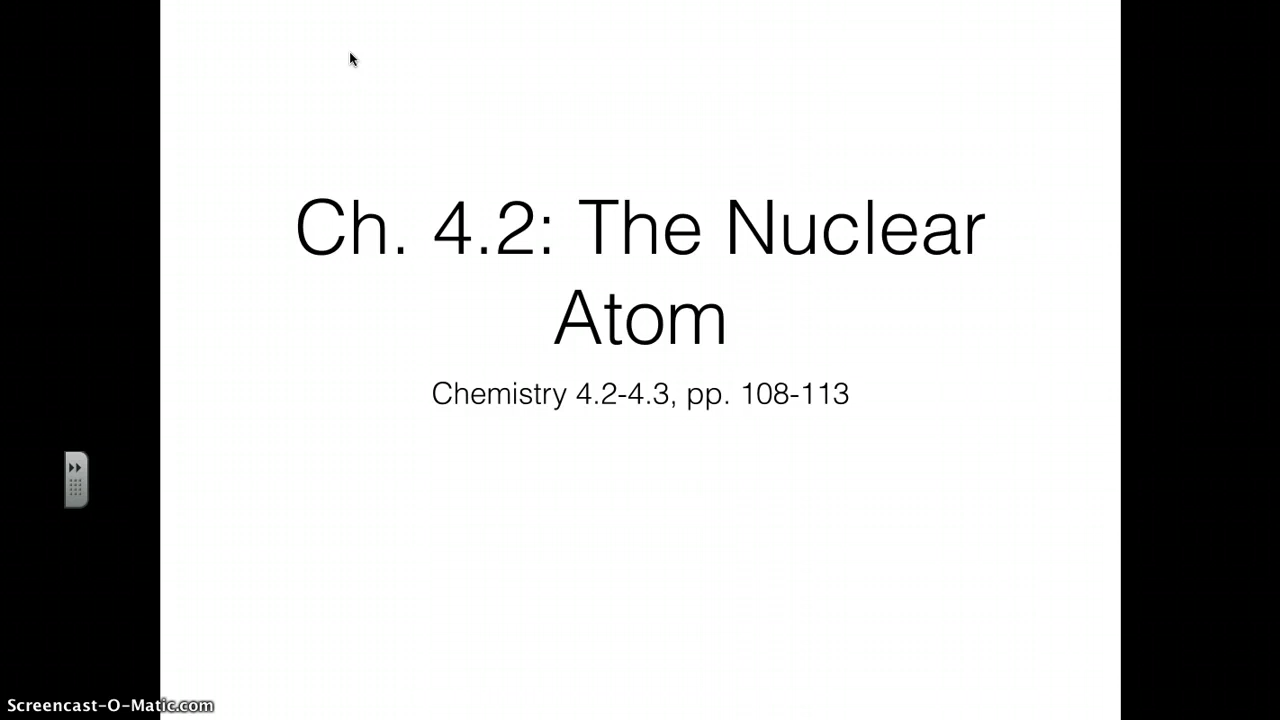 Ch. 4.2: The Nuclear
Atom
Chemistry 4.2-4.3, pp. 108-113
Screencast-O-Matic.com